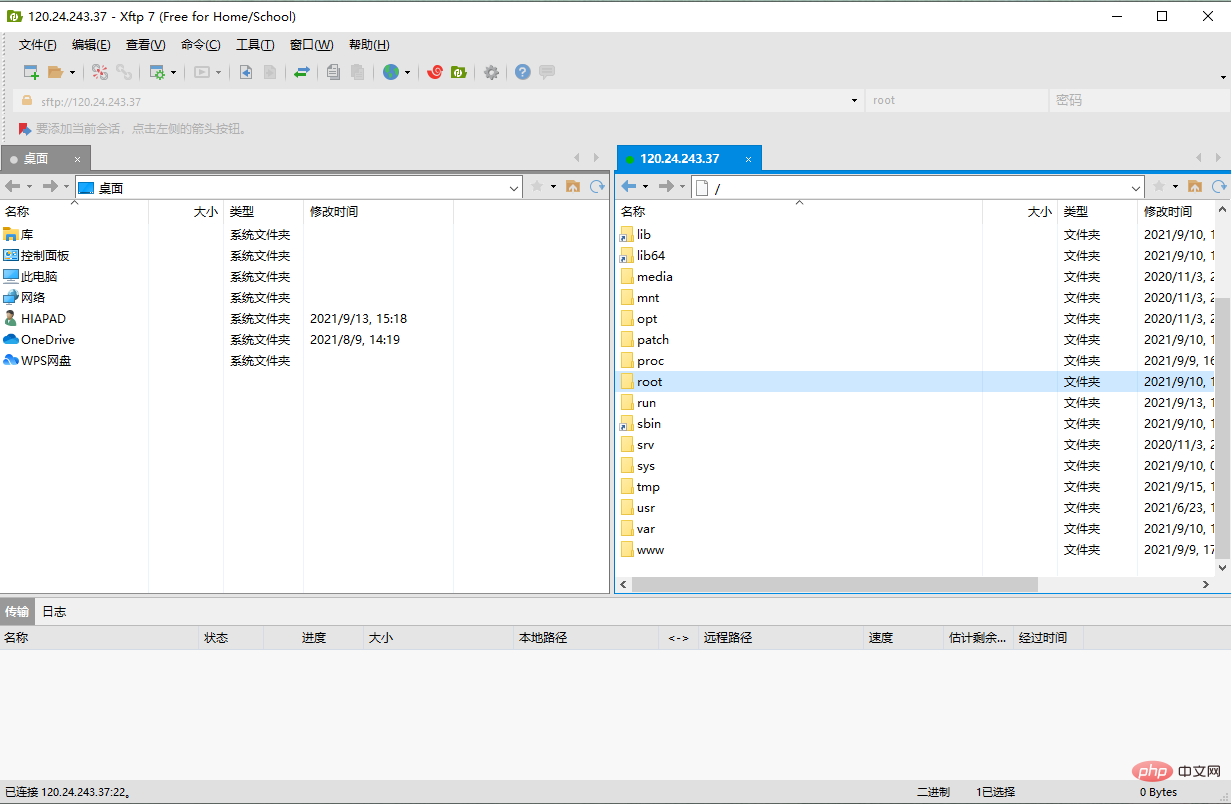 120.24.243.37 - Xftp 7 (Free for Home/School)
文件(F) 编辑(E) 查看(V) 命令(C) 工具(T) 窗口(W) 帮助(H)
sftp://120.24.243.37 root 密码
要添加当前会话，点击左侧的箭头按钮。
桌面 × 120.24.243.37 ×
桌面 /
名称 大小 类型 修改时间
库 系统文件夹
控制面板 系统文件夹
此电脑 系统文件夹
网络 系统文件夹
HIAPAD 系统文件夹 2021/9/13, 15:18
OneDrive 系统文件夹 2021/8/9, 14:19
WPS网盘 系统文件夹
名称 大小 类型 修改时间
lib 文件夹 2021/9/10, 1
lib64 文件夹 2021/9/10, 1
media 文件夹 2020/11/3, 2
mnt 文件夹 2020/11/3, 2
opt 文件夹 2020/11/3, 2
patch 文件夹 2021/9/10, 1
proc 文件夹 2021/9/9, 16
root 文件夹 2021/9/10, 1
run 文件夹 2021/9/13, 1
sbin 文件夹 2021/9/10, 1
srv 文件夹 2020/11/3, 2
sys 文件夹 2021/9/10, 0
tmp 文件夹 2021/9/15, 1
usr 文件夹 2021/6/23, 1
var 文件夹 2021/9/10, 1
www 文件夹 2021/9/9, 17
传输 日志
名称 状态 进度 大小 本地路径 <-> 远程路径 速度 估计剩余... 经过时间
php 中文网
已连接 120.24.243.37:22。 二进制 1已选择 0 Bytes